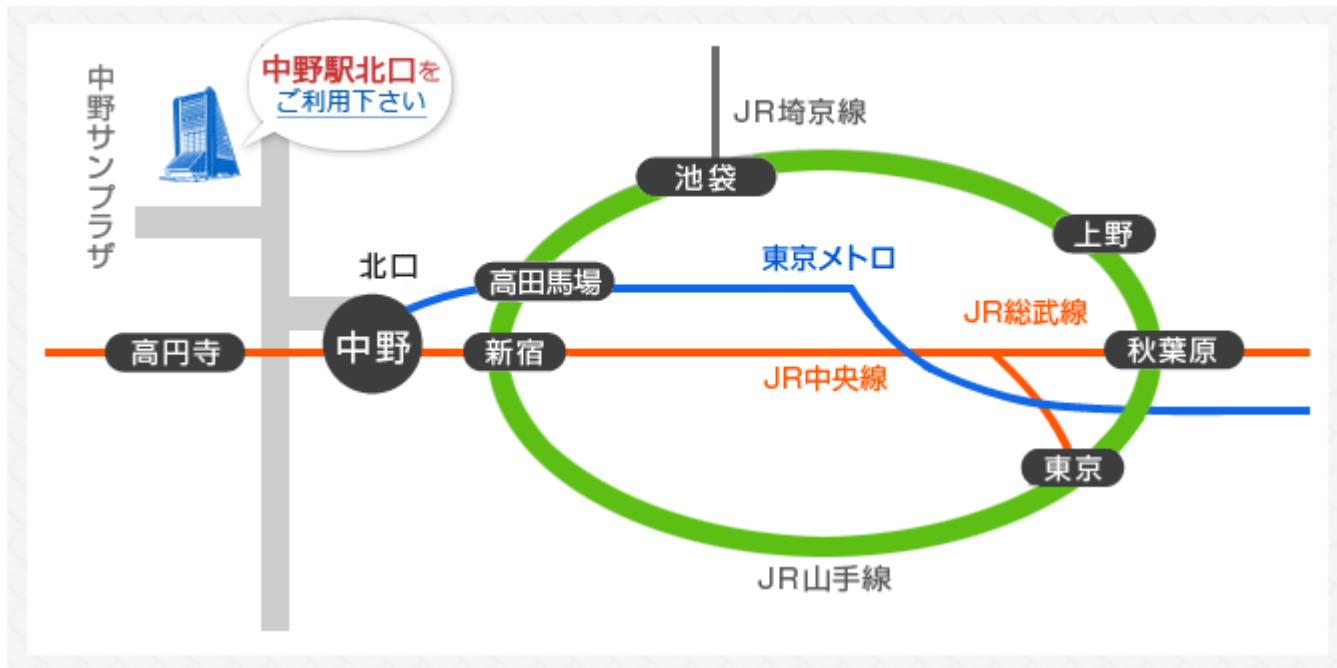 中野サンプラザ
中野駅北口を
ご利用下さい
JR埼京線
池袋
上野
北口
高田馬場
東京メトロ
JR総武線
高円寺
中野
新宿
秋葉原
JR中央線
東京
JR山手線